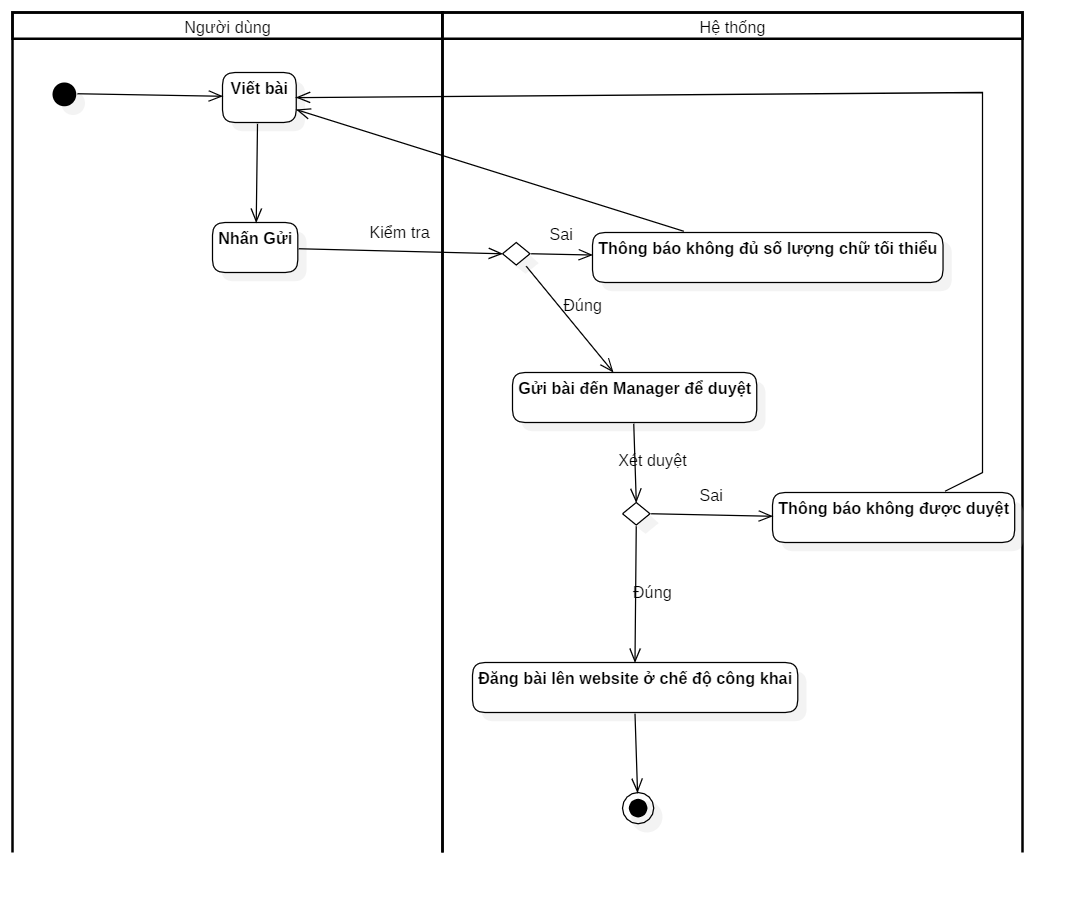 Người dùng
Hệ thống
Viết bài
Nhấn Gửi
Kiểm tra
Sai
Thông báo không đủ số lượng chữ tối thiểu
Đúng
Gửi bài đến Manager để duyệt
Xét duyệt
Sai
Thông báo không được duyệt
Đúng
Đăng bài lên website ở chế độ công khai